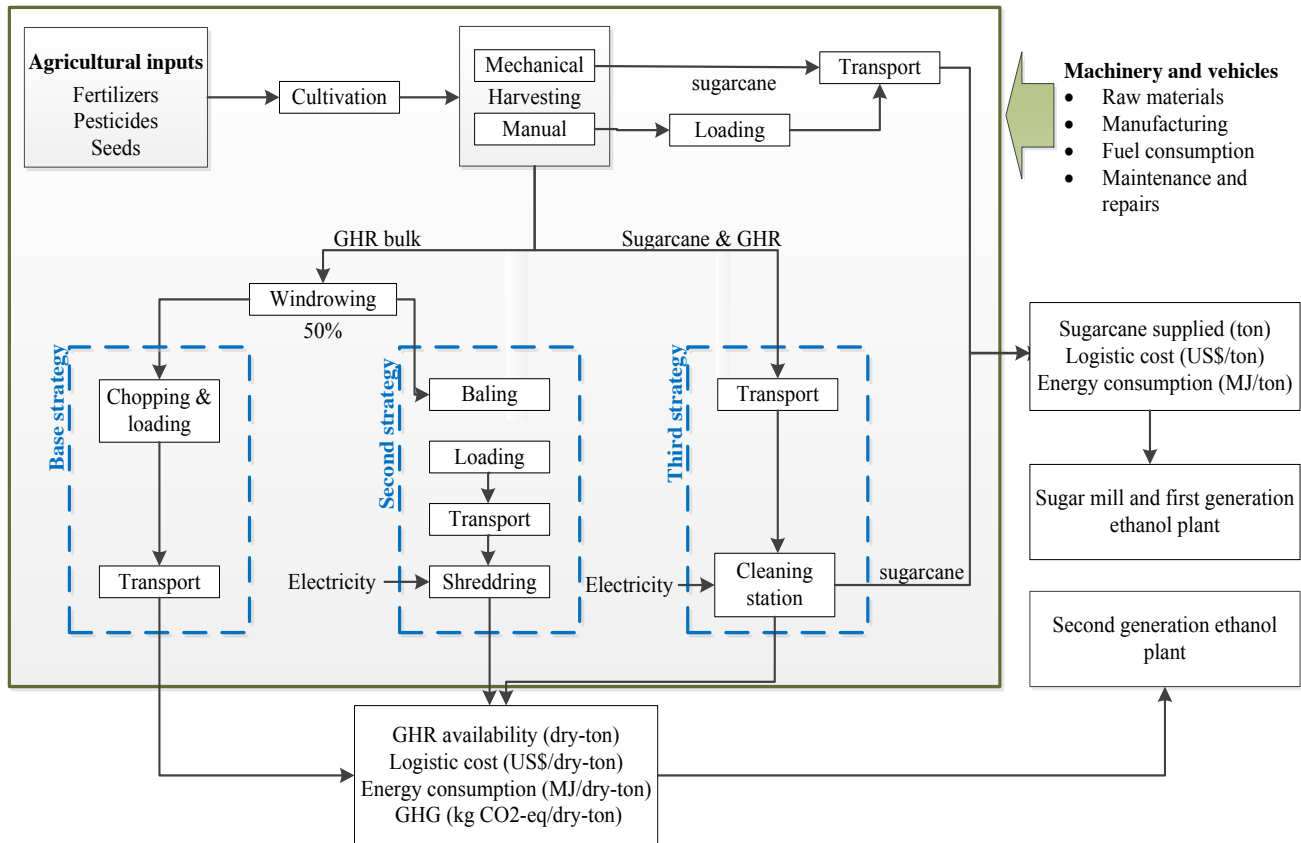 Agricultural inputs
Fertilizers
Pesticides
Seeds
Cultivation
Mechanical
Harvesting
Manual
sugarcane
Loading
Transport
Machinery and vehicles
• Raw materials
• Manufacturing
• Fuel consumption
• Maintenance and
repairs
GHR bulk
Sugarcane & GHR
Windrowing
50%
Base strategy
Chopping &
loading
Transport
Second strategy
Baling
Loading
Transport
Electricity
Shreddring
Third strategy
Transport
Electricity
Cleaning
station
sugarcane
Sugarcane supplied (ton)
Logistic cost (US$/ton)
Energy consumption (MJ/ton)
Sugar mill and first generation
ethanol plant
Second generation ethanol
plant
GHR availability (dry-ton)
Logistic cost (US$/dry-ton)
Energy consumption (MJ/dry-ton)
GHG (kg CO2-eq/dry-ton)